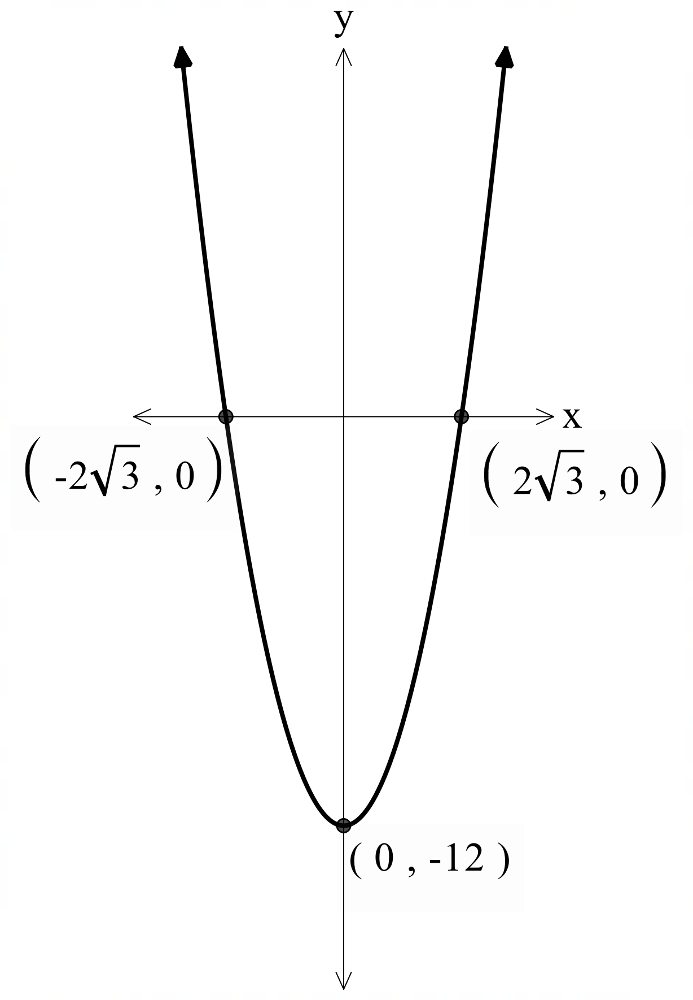 y
x
( -2√3 , 0 )
( 2√3 , 0 )
( 0 , -12 )